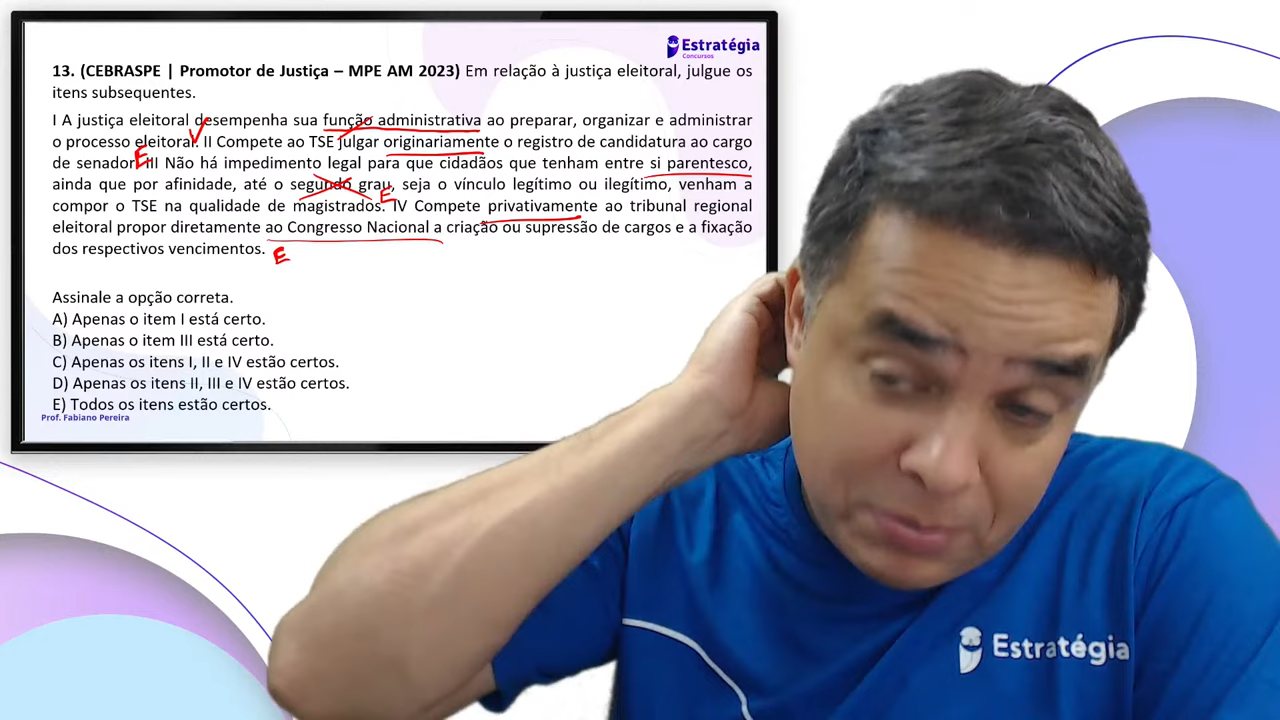 Estratégia
Concursos
13. (CEBRASPE | Promotor de Justiça – MPE AM 2023) Em relação à justiça eleitoral, julgue os
itens subsequentes.
I A justiça eleitoral desempenha sua função administrativa ao preparar, organizar e administrar
o processo eleitoral. II Compete ao TSE julgar originariamente o registro de candidatura ao cargo
de senador. III Não há impedimento legal para que cidadãos que tenham entre si parentesco,
ainda que por afinidade, até o segundo grau, seja o vínculo legítimo ou ilegítimo, venham a
compor o TSE na qualidade de magistrados. IV Compete privativamente ao tribunal regional
eleitoral propor diretamente ao Congresso Nacional a criação ou supressão de cargos e a fixação
dos respectivos vencimentos.
V
E
E
E
Assinale a opção correta.
A) Apenas o item I está certo.
B) Apenas o item III está certo.
C) Apenas os itens I, II e IV estão certos.
D) Apenas os itens II, III e IV estão certos.
E) Todos os itens estão certos.
Prof. Fabiano Pereira
Estratégia